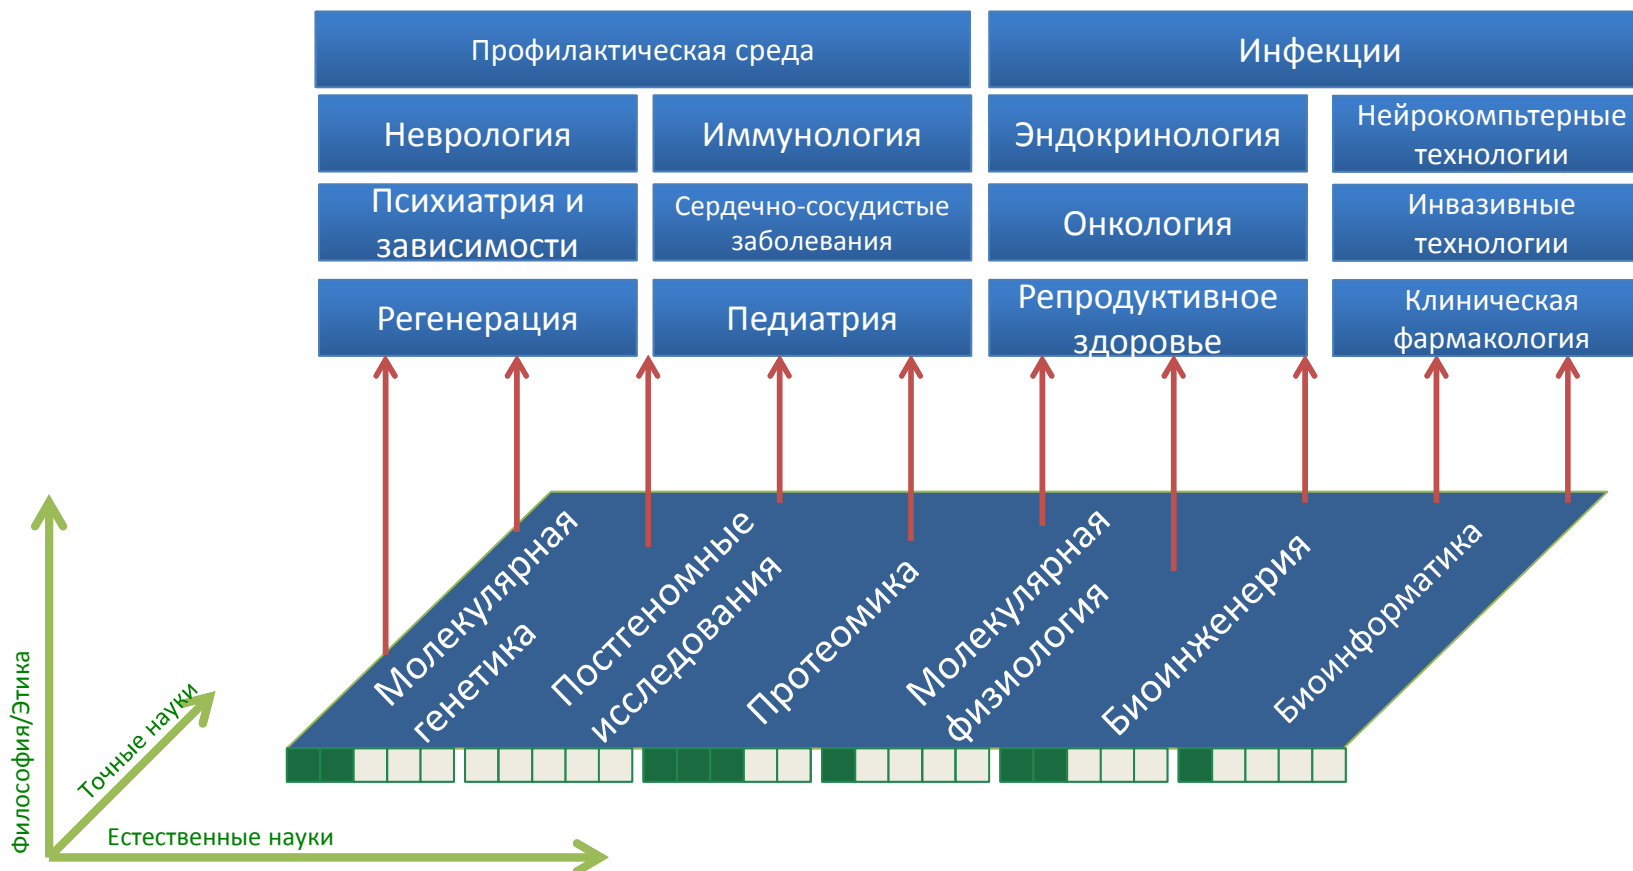 Профилактическая среда
Инфекции
Неврология
Иммунология
Эндокринология
Нейрокомпьтерные
технологии
Психиатрия и
зависимости
Сердечно-сосудистые
заболевания
Онкология
Инвазивные
технологии
Регенерация
Педиатрия
Репродуктивное
здоровье
Клиническая
фармакология
Молекулярная
генетика
Постгеномные
исследования
Протеомика
Молекулярная
физиология
Биоинженерия
Биоинформатика
Философия/Этика
Точные науки
Естественные науки